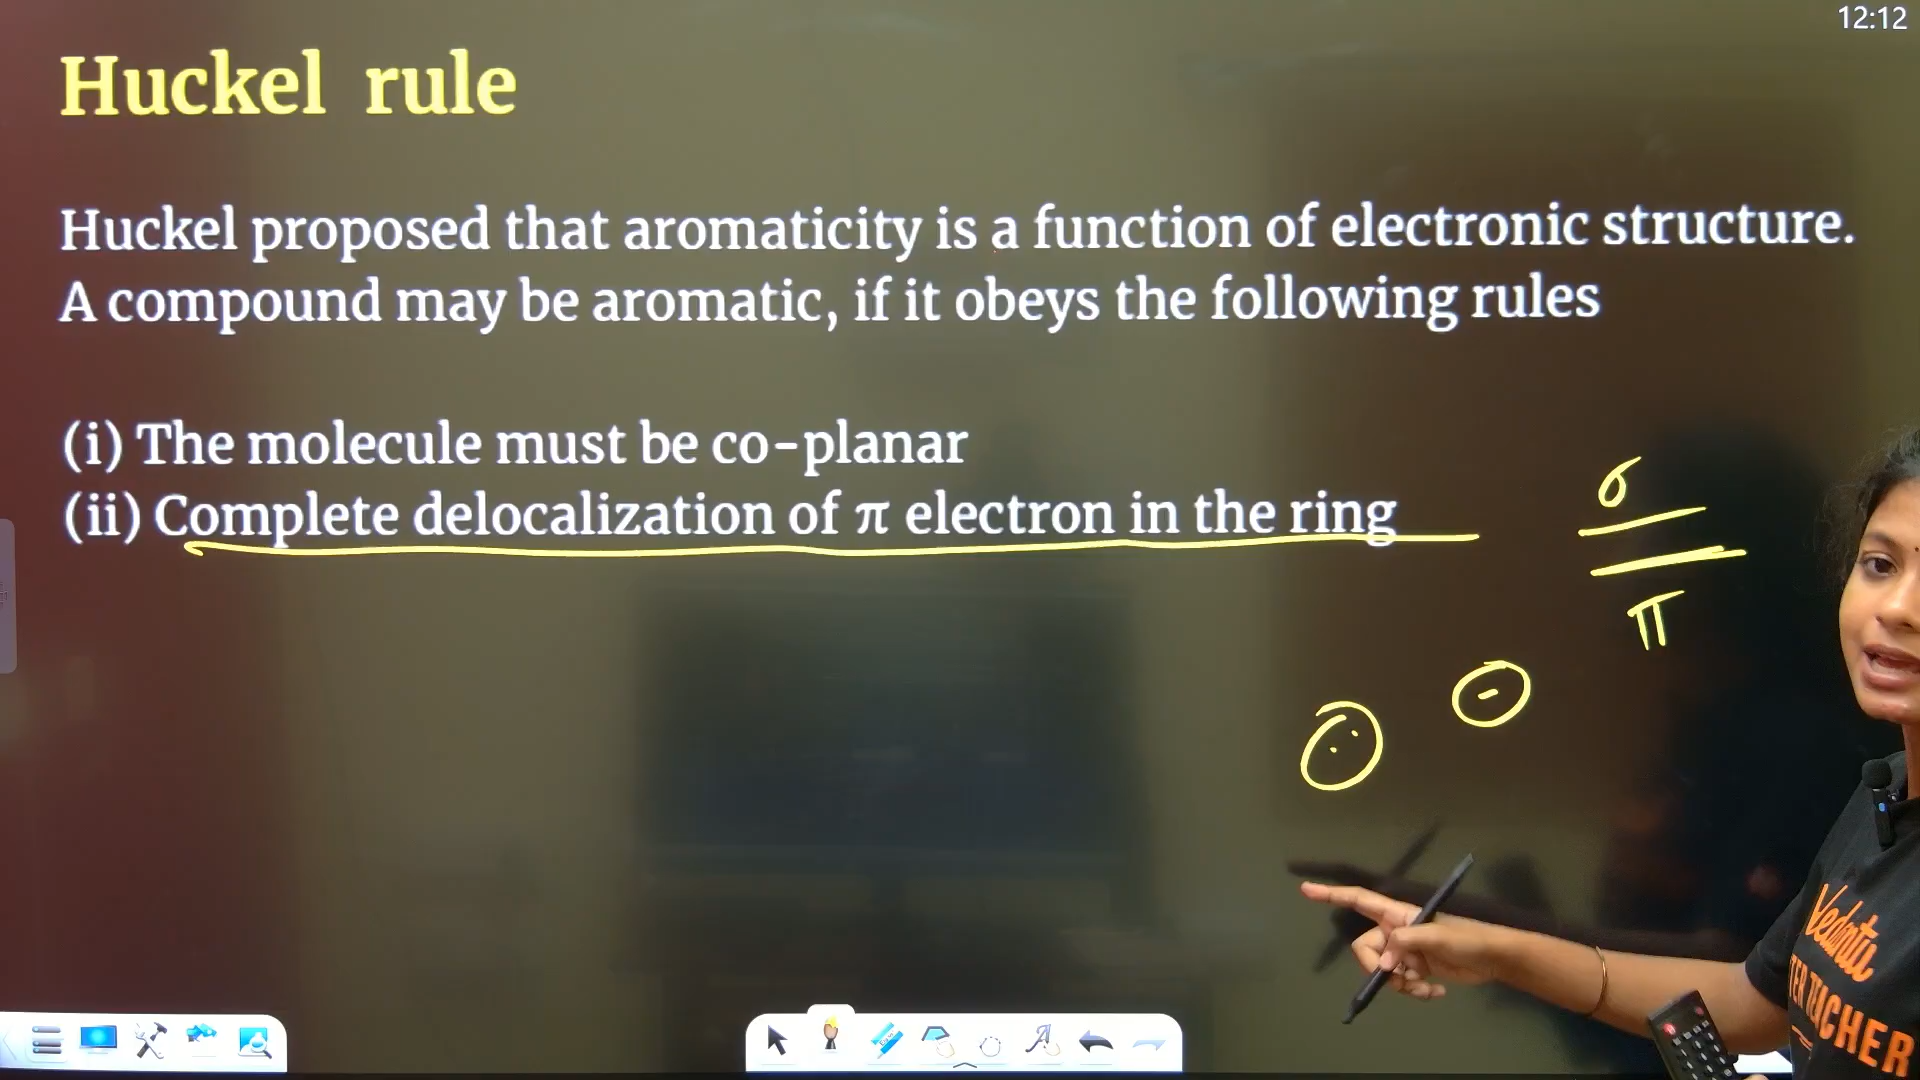 12:12
Huckel rule
Huckel proposed that aromaticity is a function of electronic structure.
A compound may be aromatic, if it obeys the following rules
(i) The molecule must be co-planar
(ii) Complete delocalization of π electron in the ring
σ
π
-
Vedantu
TEACHER